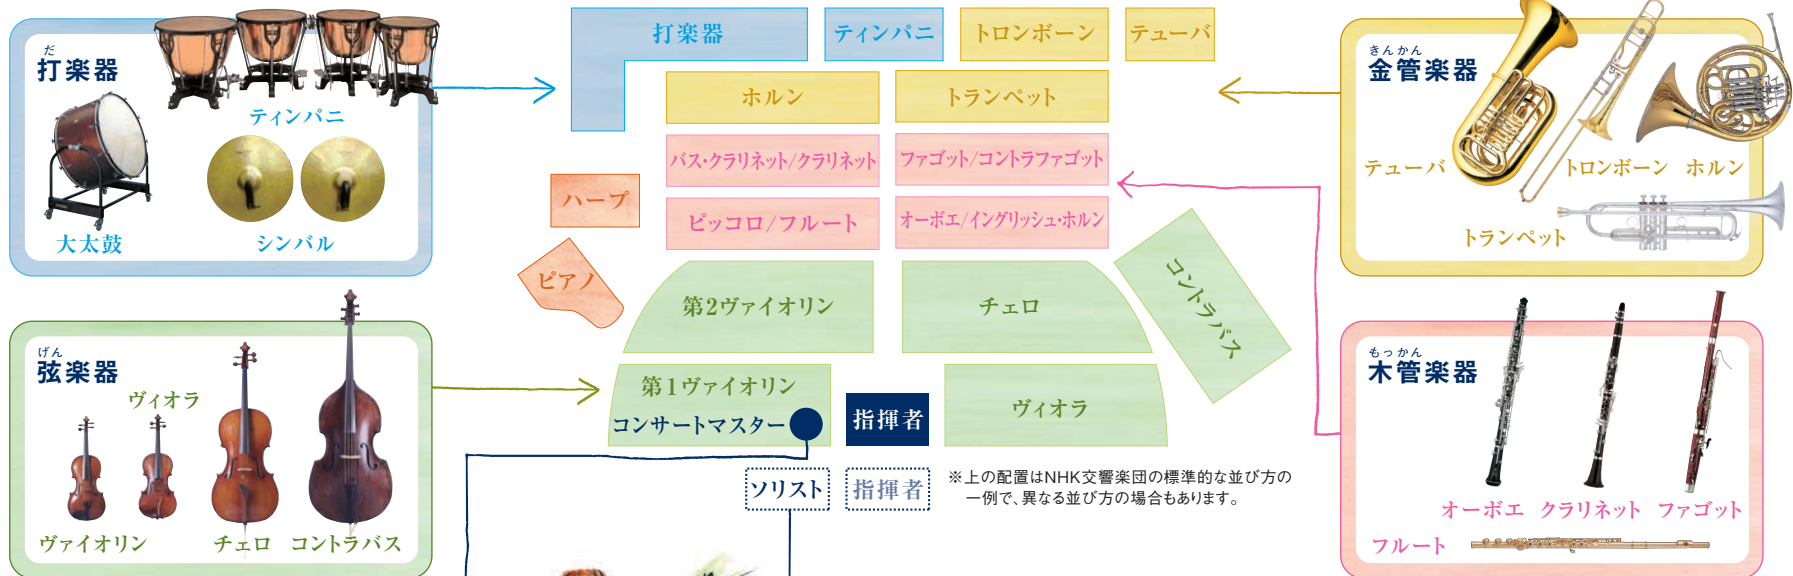 だ
打楽器
ティンパニ
大太鼓
シンバル
げん
弦楽器
ヴィオラ
ヴァイオリン
チェロ
コントラバス
打楽器
ティンパニ
トロンボーン
テューバ
ホルン
トランペット
バス・クラリネット/クラリネット
ファゴット/コントラファゴット
ハープ
ピッコロ/フルート
オーボエ/イングリッシュ・ホルン
ピアノ
第2ヴァイオリン
チェロ
コントラバス
第1ヴァイオリン
コンサートマスター
指揮者
ヴィオラ
ソリスト
指揮者
※上の配置はNHK交響楽団の標準的な並び方の
一例で、異なる並び方の場合もあります。
きんかん
金管楽器
テューバ
トロンボーン
ホルン
トランペット
もっかん
木管楽器
オーボエ
クラリネット
ファゴット
フルート